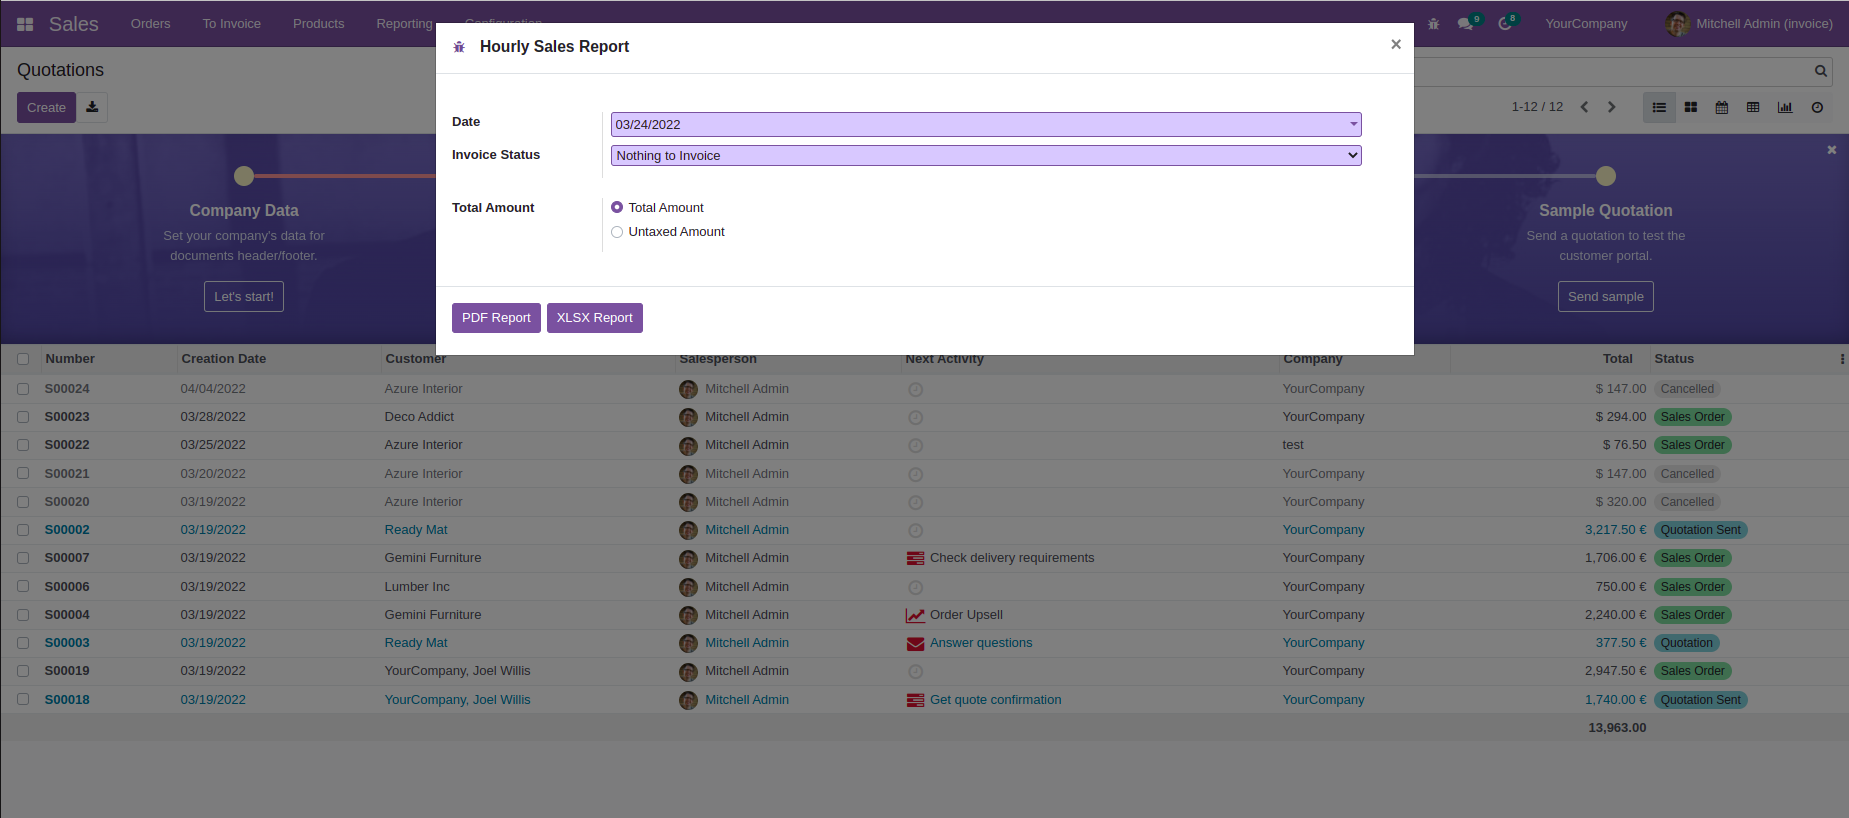 Sales Orders To Invoice Products Reporting Configuration 9 8 YourCompany Mitchell Admin (invoice)
Hourly Sales Report ×
Quotations
Create
1-12 / 12
Date 03/24/2022
Invoice Status Nothing to Invoice
Total Amount Total Amount
Untaxed Amount
PDF Report XLSX Report
Company Data
Set your company's data for
documents header/footer.
Let's start!
Sample Quotation
Send a quotation to test the
customer portal.
Send sample
Number Creation Date Customer Salesperson Next Activity Company Total Status
S00024 04/04/2022 Azure Interior Mitchell Admin YourCompany $ 147.00 Cancelled
S00023 03/28/2022 Deco Addict Mitchell Admin YourCompany $ 294.00 Sales Order
S00022 03/25/2022 Azure Interior Mitchell Admin test $ 76.50 Sales Order
S00021 03/20/2022 Azure Interior Mitchell Admin YourCompany $ 147.00 Cancelled
S00020 03/19/2022 Azure Interior Mitchell Admin YourCompany $ 320.00 Cancelled
S00002 03/19/2022 Ready Mat Mitchell Admin YourCompany 3,217.50 € Quotation Sent
S00007 03/19/2022 Gemini Furniture Mitchell Admin Check delivery requirements YourCompany 1,706.00 € Sales Order
S00006 03/19/2022 Lumber Inc Mitchell Admin YourCompany 750.00 € Sales Order
S00004 03/19/2022 Gemini Furniture Mitchell Admin Order Upsell YourCompany 2,240.00 € Sales Order
S00003 03/19/2022 Ready Mat Mitchell Admin Answer questions YourCompany 377.50 € Quotation
S00019 03/19/2022 YourCompany, Joel Willis Mitchell Admin YourCompany 2,947.50 € Sales Order
S00018 03/19/2022 YourCompany, Joel Willis Mitchell Admin Get quote confirmation YourCompany 1,740.00 € Quotation Sent
13,963.00